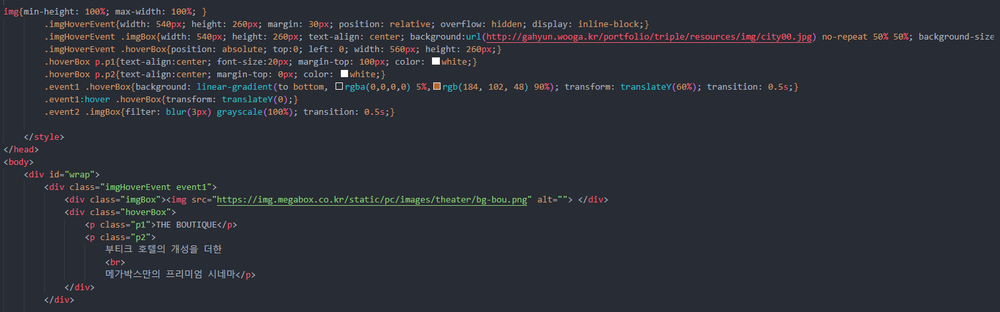 img{min-height: 100%; max-width: 100%; }
.imgHoverEvent{width: 540px; height: 260px; margin: 30px; position: relative; overflow: hidden; display: inline-block;}
.imgHoverEvent .imgBox{width: 540px; height: 260px; text-align: center; background:url(http://gahyun.wooga.kr/portfolio/triple/resources/img/city00.jpg) no-repeat 50% 50%; background-size
.imgHoverEvent .hoverBox{position: absolute; top:0; left: 0; width: 560px; height: 260px;}
.hoverBox p.p1{text-align:center; font-size:20px; margin-top: 100px; color: white;}
.hoverBox p.p2{text-align:center; margin-top: 0px; color: white;}
.event1 .hoverBox{background: linear-gradient(to bottom, rgba(0,0,0,0) 5%, rgb(184, 102, 48) 90%); transform: translateY(60%); transition: 0.5s;}
.event1:hover .hoverBox{transform: translateY(0);}
.event2 .imgBox{filter: blur(3px) grayscale(100%); transition: 0.5s;}
</style>
</head>
<body>
<div id="wrap">
<div class="imgHoverEvent event1">
<div class="imgBox"><img src="https://img.megabox.co.kr/static/pc/images/theater/bg-bou.png" alt=""> </div>
<div class="hoverBox">
<p class="p1">THE BOUTIQUE</p>
<p class="p2">
부티크 호텔의 개성을 더한
<br>
메가박스만의 프리미엄 시네마</p>
</div>
</div>